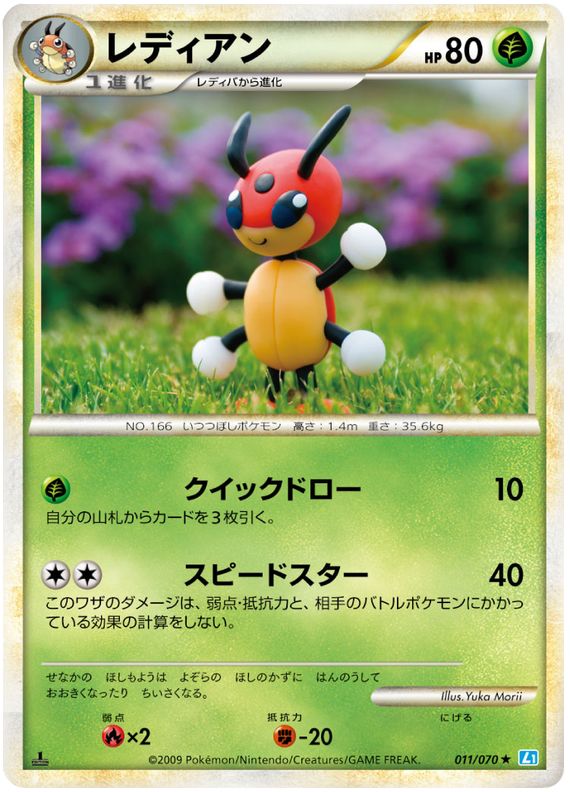 レディアン HP80
1進化 レディバから進化
NO.166 いつつぼしポケモン 高さ:1.4m 重さ:35.6kg
クイックドロー 10
自分の山札からカードを3枚引く。
スピードスター 40
このワザのダメージは、弱点・抵抗力と、相手のバトルポケモンにかかっ
ている効果の計算をしない。
せなかの ほしもようは よぞらの ほしのかずに はんのうして
おおきくなったり ちいさくなる。
Illus.Yuka Morii
弱点 抵抗力 にげる
×2 -20
1 EDITION ©2009 Pokémon/Nintendo/Creatures/GAME FREAK. 011/070 ★ L1